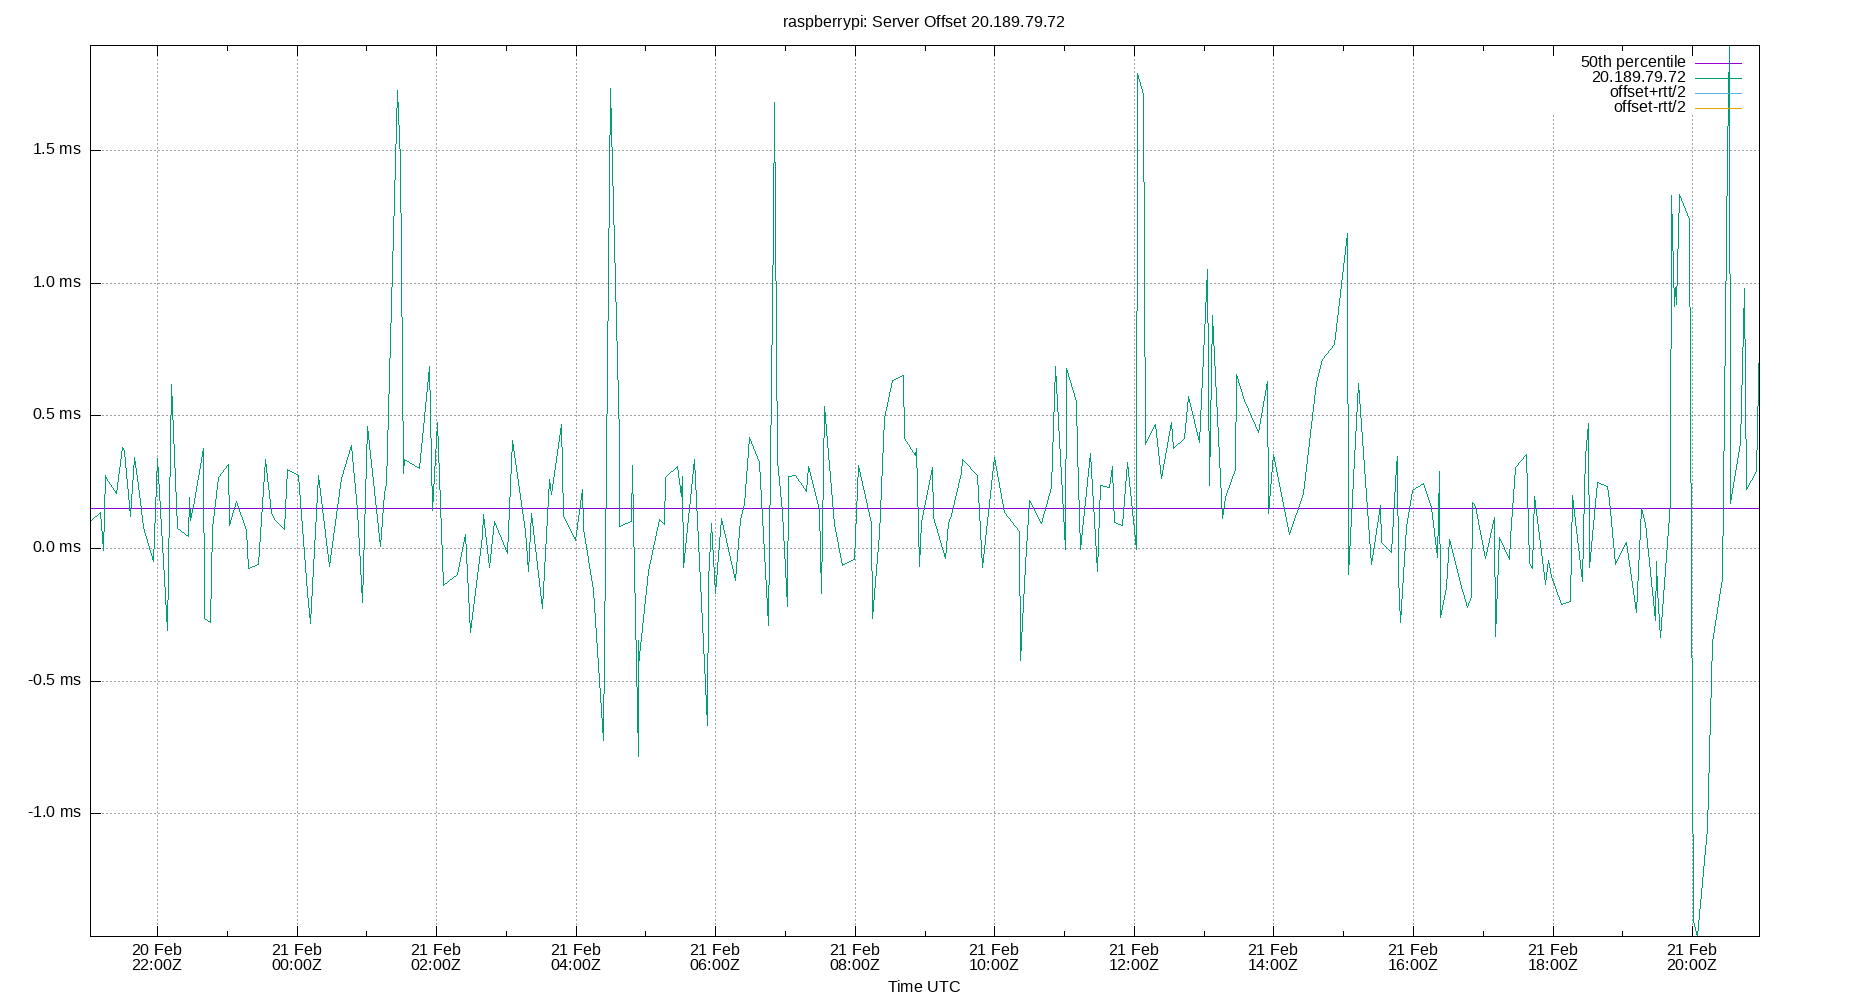 raspberrypi: Server Offset 20.189.79.72
50th percentile
20.189.79.72
offset+rtt/2
offset-rtt/2
1.5 ms
1.0 ms
0.5 ms
0.0 ms
-0.5 ms
-1.0 ms
20 Feb 21 Feb 21 Feb 21 Feb 21 Feb 21 Feb 21 Feb 21 Feb 21 Feb 21 Feb 21 Feb 21 Feb
22:00Z 00:00Z 02:00Z 04:00Z 06:00Z 08:00Z 10:00Z 12:00Z 14:00Z 16:00Z 18:00Z 20:00Z
Time UTC